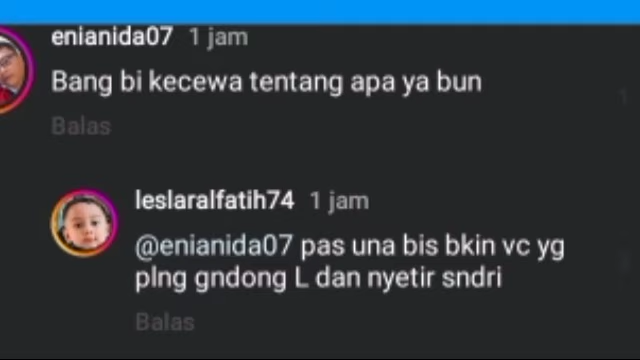 enianida07 1 jam
Bang bi kecewa tentang apa ya bun
Balas
leslaralfatih74 1 jam
@enianida07 pas una bis bkin vc yg
plng gndong L dan nyetir sndri
Balas